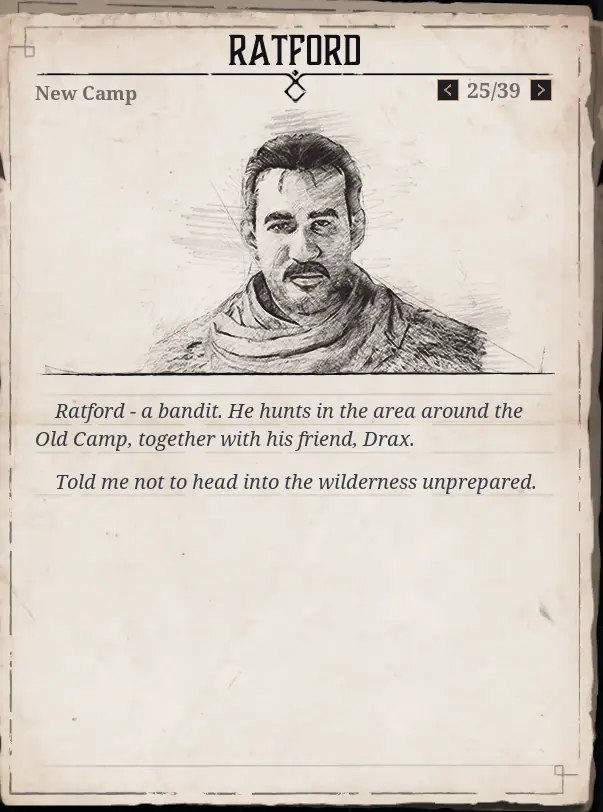 RATFORD
New Camp
25/39
Ratford - a bandit. He hunts in the area around the
Old Camp, together with his friend, Drax.
Told me not to head into the wilderness unprepared.